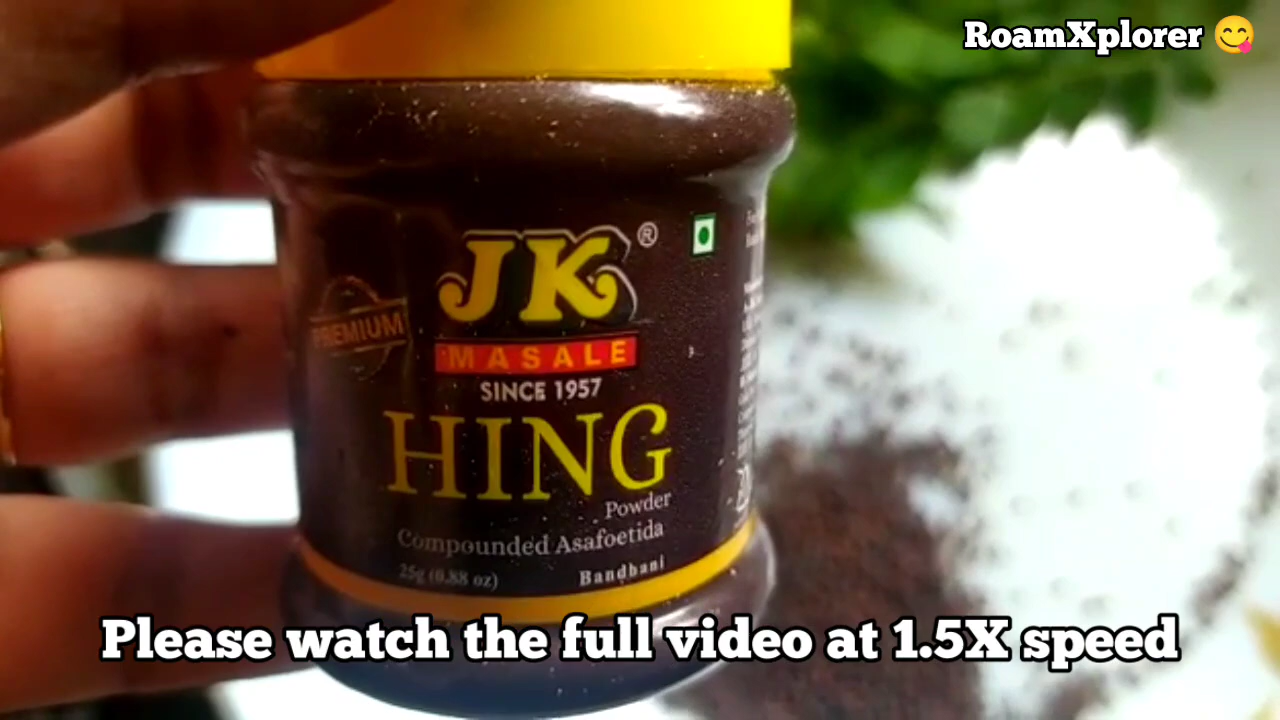 RoamXplorer 😋
JK®
PREMIUM
MASALE
SINCE 1957
HING
Powder
Compounded Asafoetida
25g (0.88 oz) Bandhani
Please watch the full video at 1.5X speed